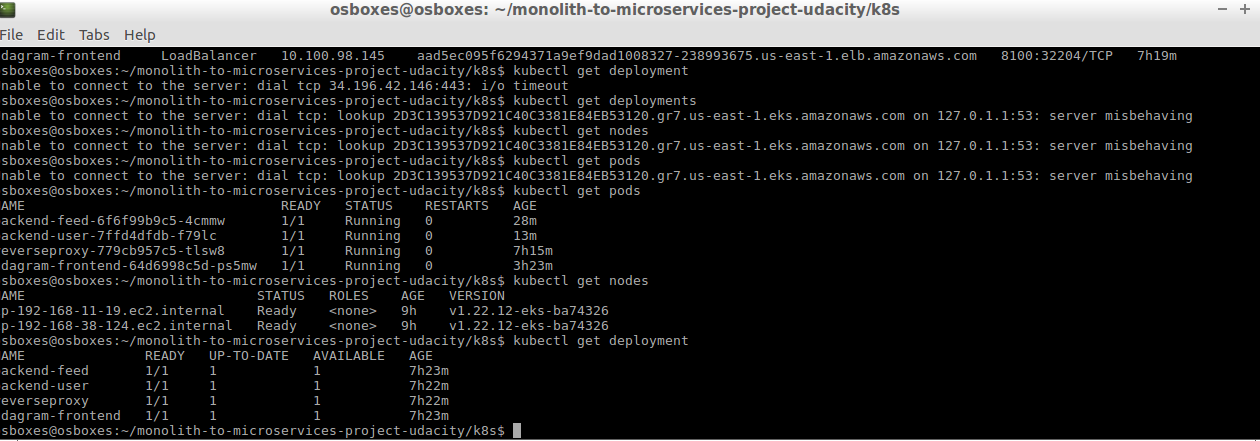 osboxes@osboxes: ~/monolith-to-microservices-project-udacity/k8s
File Edit Tabs Help
dagram-frontend     LoadBalancer   10.100.98.145    aad5ec095f6294371a9ef9dad1008327-238993675.us-east-1.elb.amazonaws.com   8100:32204/TCP   7h19m
sboxes@osboxes:~/monolith-to-microservices-project-udacity/k8s$ kubectl get deployment
nable to connect to the server: dial tcp 34.196.42.146:443: i/o timeout
sboxes@osboxes:~/monolith-to-microservices-project-udacity/k8s$ kubectl get deployments
nable to connect to the server: dial tcp: lookup 2D3C139537D921C40C3381E84EB53120.gr7.us-east-1.eks.amazonaws.com on 127.0.1.1:53: server misbehaving
sboxes@osboxes:~/monolith-to-microservices-project-udacity/k8s$ kubectl get nodes
nable to connect to the server: dial tcp: lookup 2D3C139537D921C40C3381E84EB53120.gr7.us-east-1.eks.amazonaws.com on 127.0.1.1:53: server misbehaving
sboxes@osboxes:~/monolith-to-microservices-project-udacity/k8s$ kubectl get pods
nable to connect to the server: dial tcp: lookup 2D3C139537D921C40C3381E84EB53120.gr7.us-east-1.eks.amazonaws.com on 127.0.1.1:53: server misbehaving
sboxes@osboxes:~/monolith-to-microservices-project-udacity/k8s$ kubectl get pods
AME                                READY   STATUS    RESTARTS   AGE
ackend-feed-6f6f99b9c5-4cmmw       1/1     Running   0          28m
ackend-user-7ffd4dfdb-f79lc        1/1     Running   0          13m
everseproxy-779cb957c5-tlsw8       1/1     Running   0          7h15m
dagram-frontend-64d6998c5d-ps5mw   1/1     Running   0          3h23m
sboxes@osboxes:~/monolith-to-microservices-project-udacity/k8s$ kubectl get nodes
AME                             STATUS   ROLES    AGE   VERSION
p-192-168-11-19.ec2.internal    Ready    <none>   9h    v1.22.12-eks-ba74326
p-192-168-38-124.ec2.internal   Ready    <none>   9h    v1.22.12-eks-ba74326
sboxes@osboxes:~/monolith-to-microservices-project-udacity/k8s$ kubectl get deployment
AME               READY   UP-TO-DATE   AVAILABLE   AGE
ackend-feed       1/1     1            1           7h23m
ackend-user       1/1     1            1           7h22m
everseproxy       1/1     1            1           7h22m
dagram-frontend   1/1     1            1           7h23m
sboxes@osboxes:~/monolith-to-microservices-project-udacity/k8s$